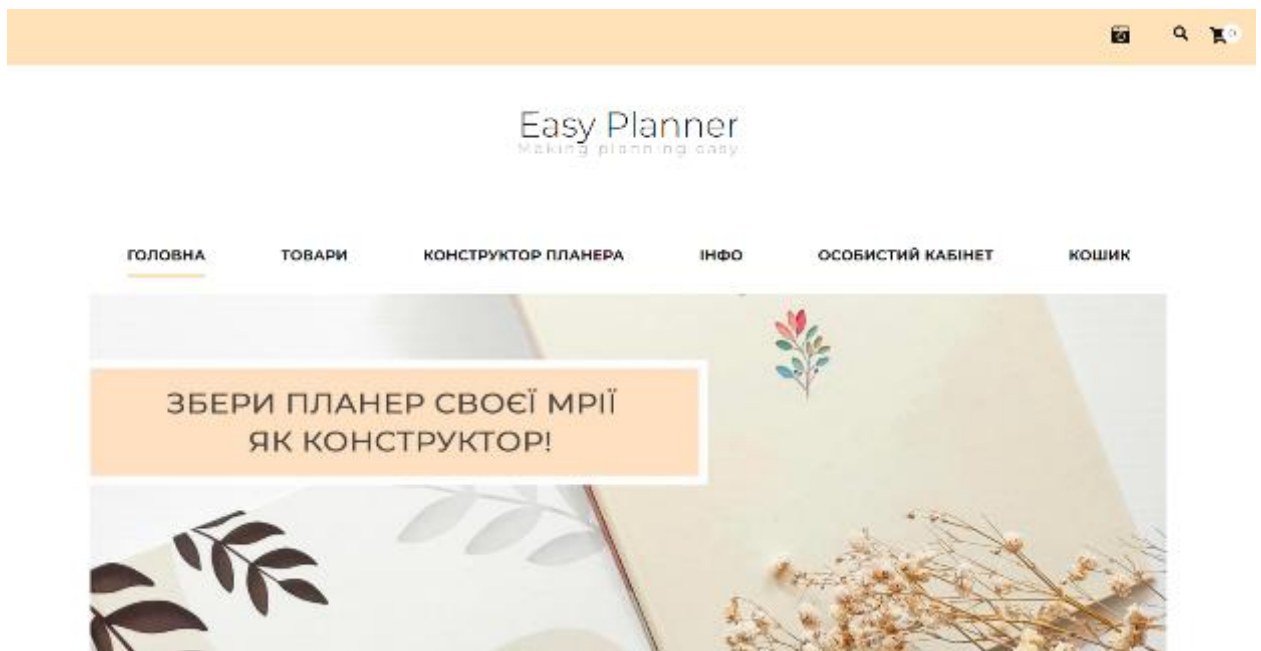 0
Easy Planner
Making planning easy
ГОЛОВНА ТОВАРИ КОНСТРУКТОР ПЛАНЕРА ІНФО ОСОБИСТИЙ КАБІНЕТ КОШИК
ЗБЕРИ ПЛАНЕР СВОЄЇ МРІЇ
ЯК КОНСТРУКТОР!